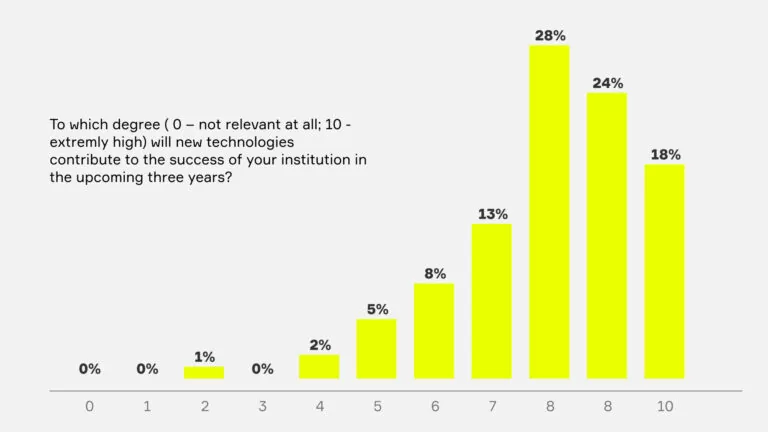 28%
24%
To which degree ( 0 – not relevant at all; 10 -
extremly high) will new technologies
contribute to the success of your institution in
the upcoming three years?
18%
13%
8%
5%
2%
1%
0% 0% 0%
0 1 2 3 4 5 6 7 8 8 10